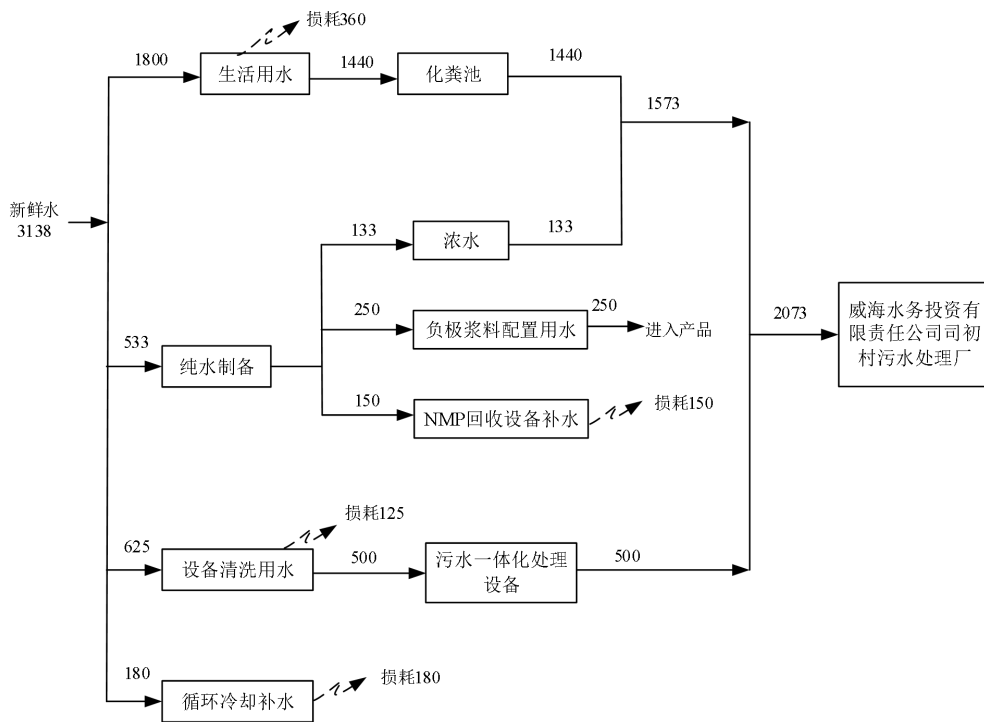 损耗360
1800
生活用水
1440
化粪池
1440
1573
新鲜水
3138
133
浓水
133
250
负极浆料配置用水
250
进入产品
2073
威海水务投资有
限责任公司司初
村污水处理厂
533
纯水制备
150
NMP回收设备补水
损耗150
损耗125
625
设备清洗用水
500
污水一体化处理
设备
500
180
循环冷却补水
损耗180